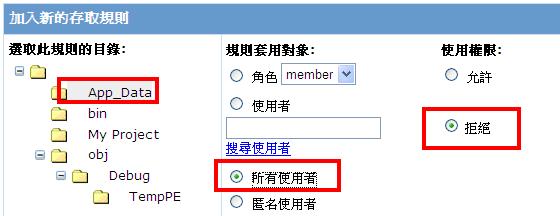 加入新的存取規則
選取此規則的目錄:
App_Data
bin
My Project
obj
Debug
TempPE
規則套用對象:
角色 member
使用者
搜尋使用者
所有使用者
匿名使用者
使用權限:
允許
拒絕